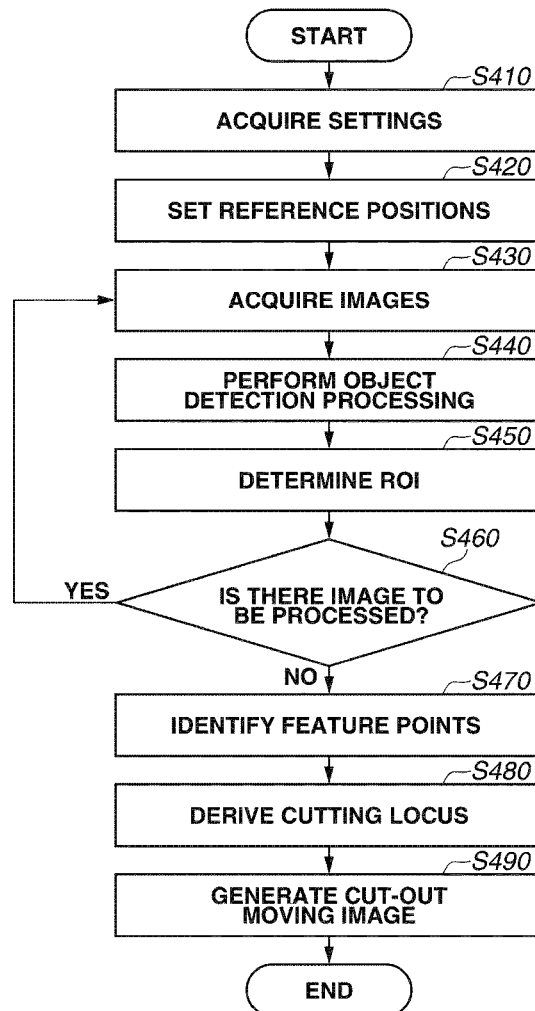 START
S410
ACQUIRE SETTINGS
S420
SET REFERENCE POSITIONS
S430
ACQUIRE IMAGES
S440
PERFORM OBJECT
DETECTION PROCESSING
S450
DETERMINE ROI
S460
IS THERE IMAGE TO
BE PROCESSED?
YES
NO
S470
IDENTIFY FEATURE POINTS
S480
DERIVE CUTTING LOCUS
S490
GENERATE CUT-OUT
MOVING IMAGE
END